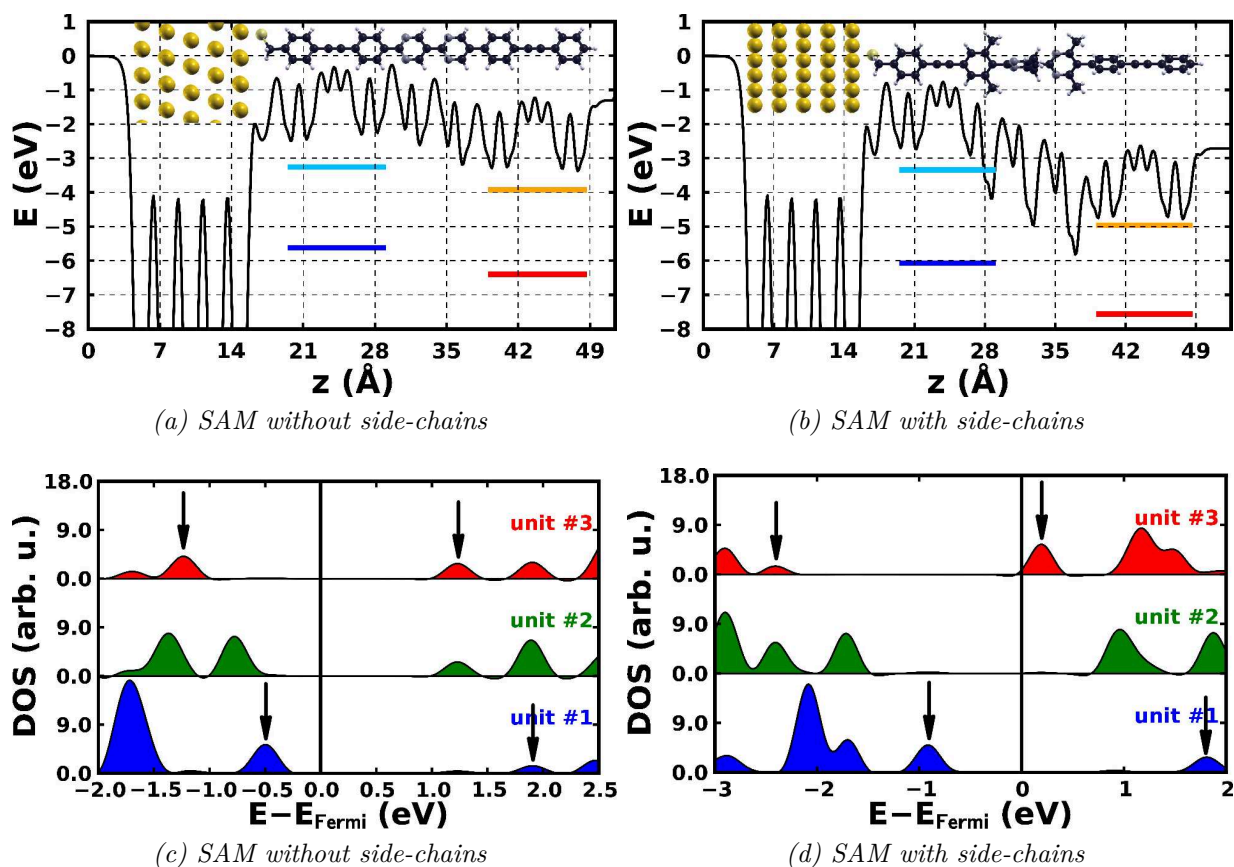 1
0
−1
−2
−3
−4
−5
−6
−7
−8
E (eV)
0 7 14 21 28 35 42 49
z (Å)
(a) SAM without side-chains
1
0
−1
−2
−3
−4
−5
−6
−7
−8
E (eV)
0 7 14 21 28 35 42 49
z (Å)
(b) SAM with side-chains
18.0
9.0
0.0
9.0
0.0
9.0
0.0
DOS (arb. u.)
unit #3
unit #2
unit #1
−2.0 −1.5 −1.0 −0.5 0.0 0.5 1.0 1.5 2.0 2.5
E−EFermi (eV)
(c) SAM without side-chains
18.0
9.0
0.0
9.0
0.0
9.0
0.0
DOS (arb. u.)
unit #3
unit #2
unit #1
−3 −2 −1 0 1 2
E−EFermi (eV)
(d) SAM with side-chains